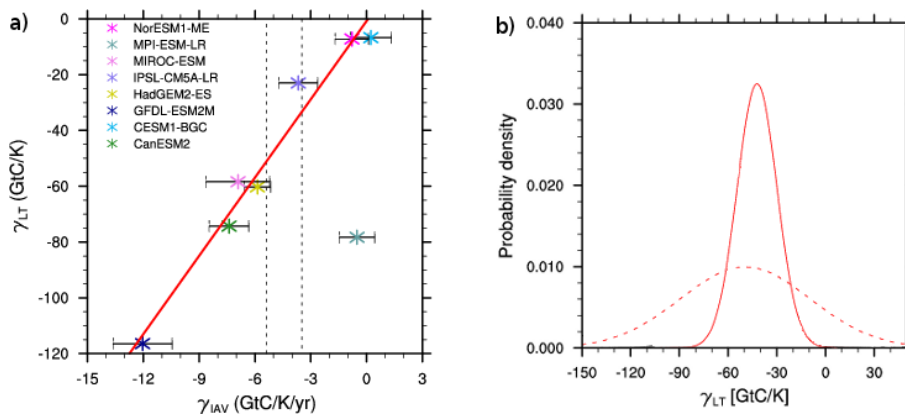 a)
NorESM1-ME
MPI-ESM-LR
MIROC-ESM
IPSL-CM5A-LR
HadGEM2-ES
GFDL-ESM2M
CESM1-BGC
CanESM2
0
-20
-40
-60
-80
-100
-120
γLT (GtC/K)
-15 -12 -9 -6 -3 0 3
γIAV (GtC/K/yr)
b)
0.040
0.030
0.020
0.010
0.000
Probability density
-150 -120 -90 -60 -30 0 30
γLT [GtC/K]